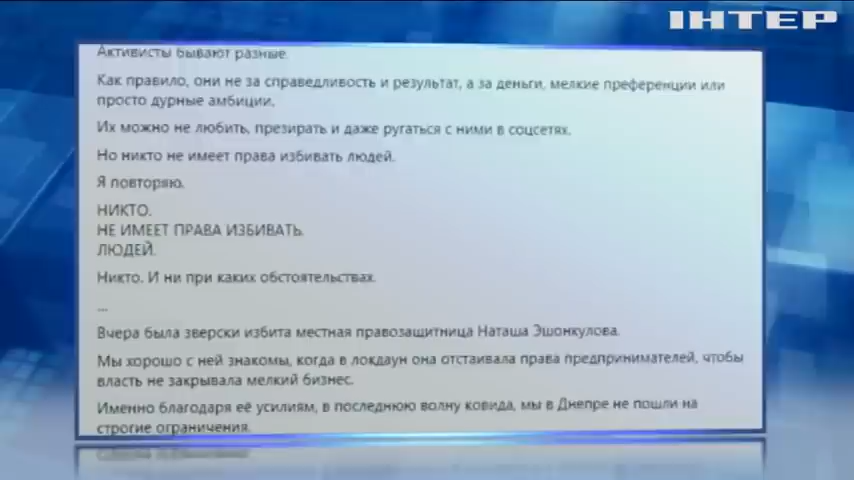 ІНТЕР
Активисты бывают разные.
Как правило, они не за справедливость и результат, а за деньги, мелкие преференции или
просто дурные амбиции.
Их можно не любить, презирать и даже ругаться с ними в соцсетях.
Но никто не имеет права избивать людей.
Я повторяю.
НИКТО.
НЕ ИМЕЕТ ПРАВА ИЗБИВАТЬ.
ЛЮДЕЙ.
Никто. И ни при каких обстоятельствах.
...
Вчера была зверски избита местная правозащитница Наташа Эшонкулова.
Мы хорошо с ней знакомы, когда в локдаун она отстаивала права предпринимателей, чтобы
власть не закрывала мелкий бизнес.
Именно благодаря её усилиям, в последнюю волну ковида, мы в Днепре не пошли на
строгие ограничения.